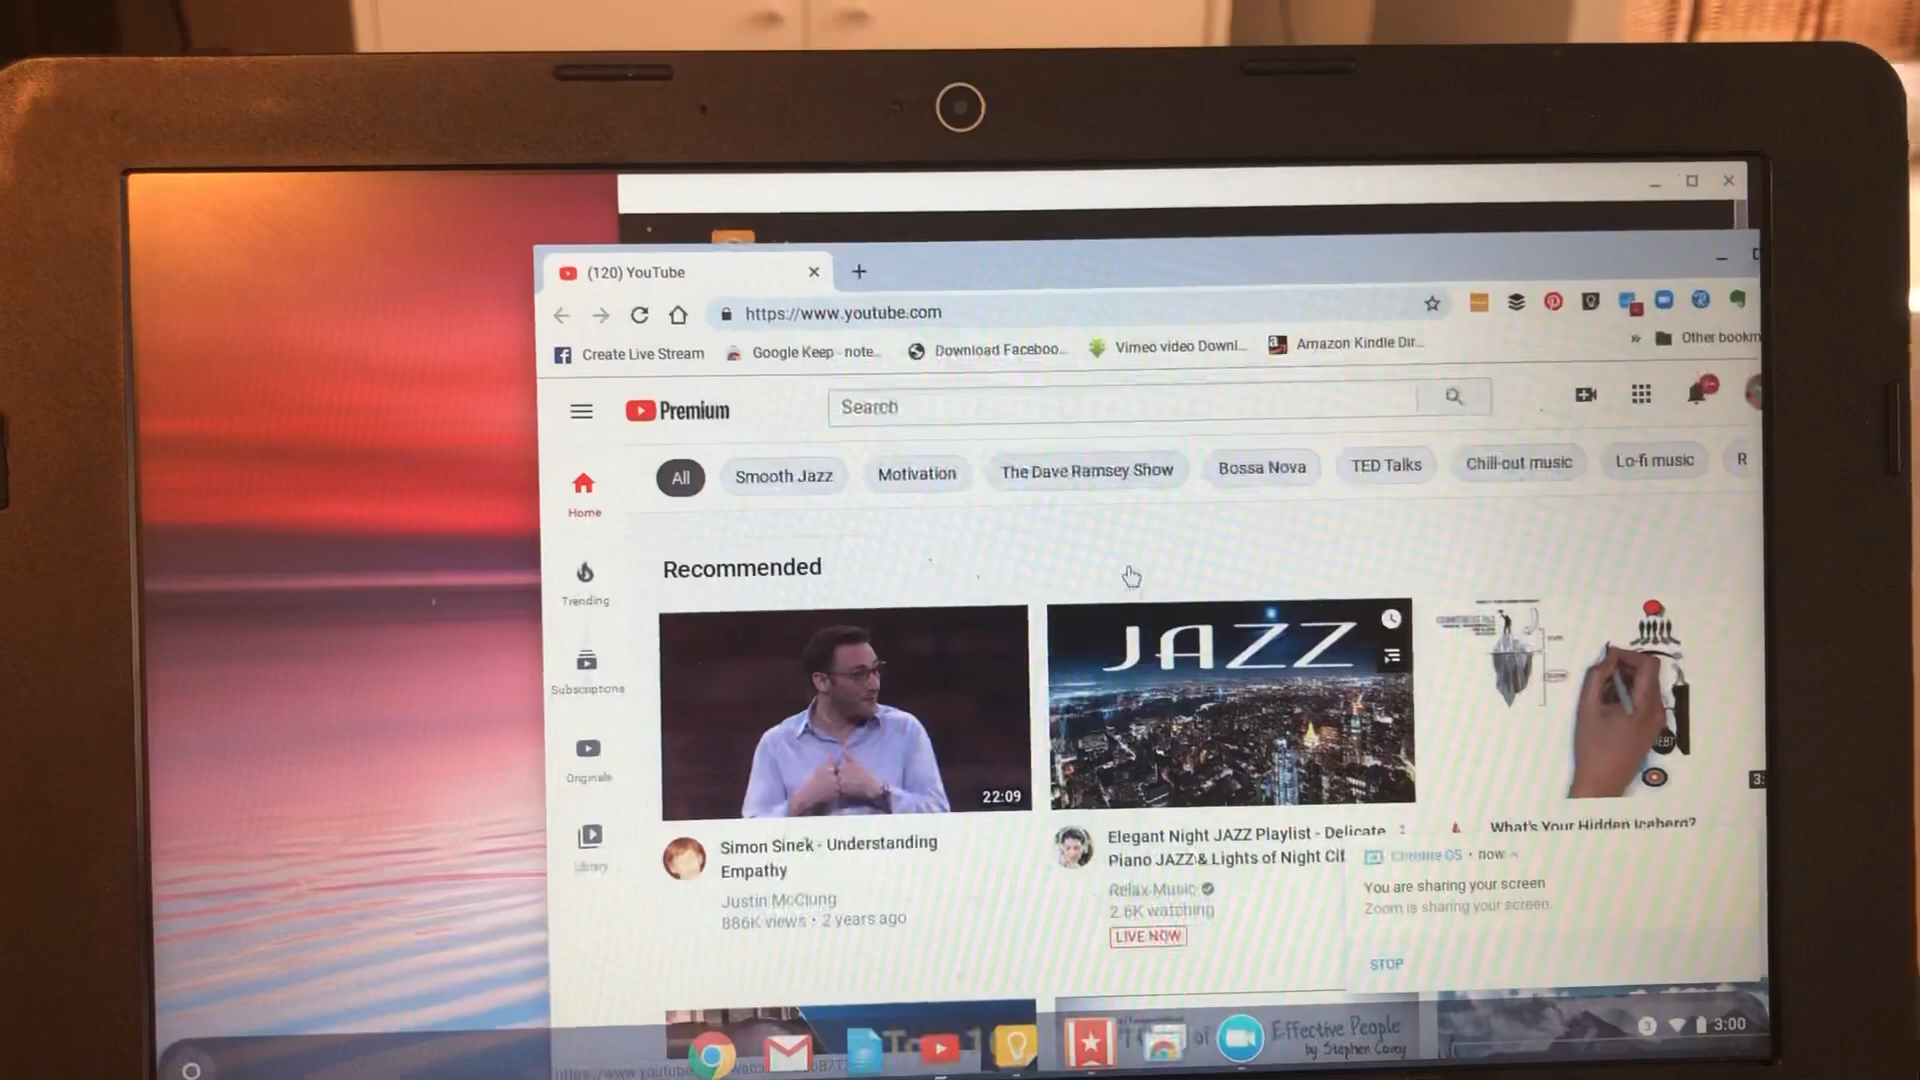 (120) YouTube
https://www.youtube.com
Create Live Stream
Google Keep - note...
Download Faceboo...
Vimeo video Downl...
Amazon Kindle Dir...
Other bookm
Premium
Search
All
Smooth Jazz
Motivation
The Dave Ramsey Show
Bossa Nova
TED Talks
Chill-out music
Lo-fi music
R
Home
Trending
Subscriptions
Originals
Library
Recommended
22:09
Simon Sinek - Understanding
Empathy
Justin McClung
886K views • 2 years ago
JAZZ
Elegant Night JAZZ Playlist - Delicate
Piano JAZZ & Lights of Night Cit
Relax Music
2.6K watching
LIVE NOW
3:
What's Your Hidden Iceberg?
Chrome OS • now
You are sharing your screen
Zoom is sharing your screen.
STOP
of
Effective People
by Stephen Covey
3
3:00